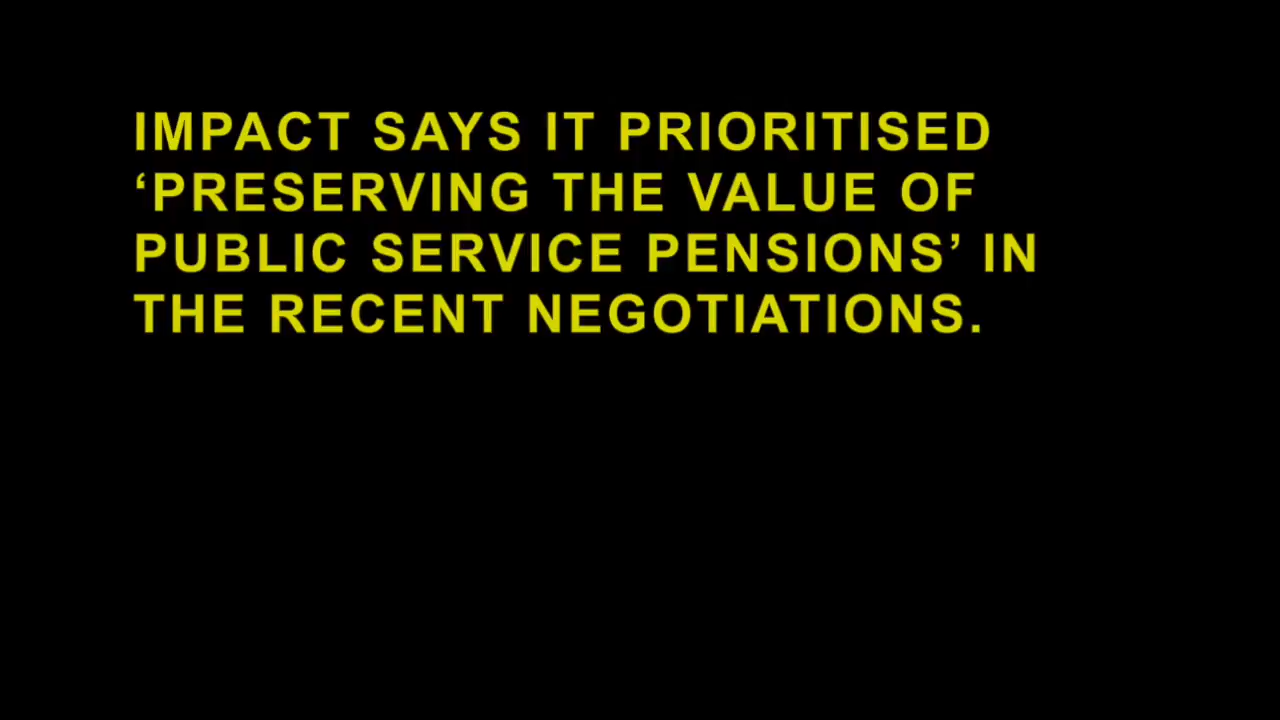 IMPACT SAYS IT PRIORITISED
‘PRESERVING THE VALUE OF
PUBLIC SERVICE PENSIONS’ IN
THE RECENT NEGOTIATIONS.